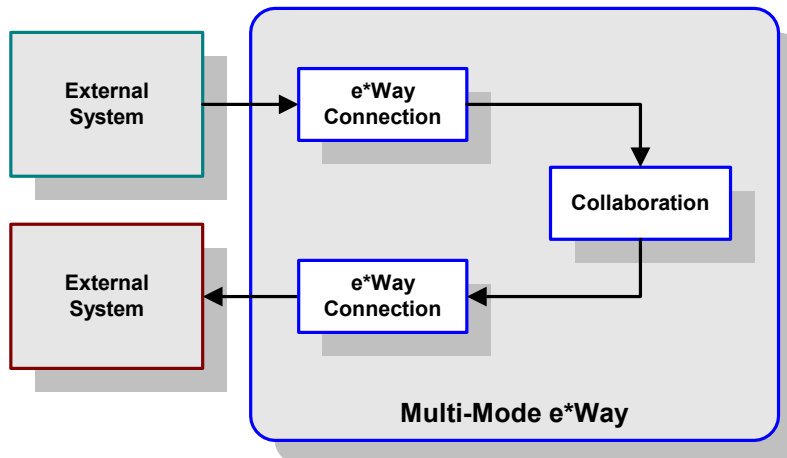 External
System
e*Way
Connection
Collaboration
External
System
e*Way
Connection
Multi-Mode e*Way